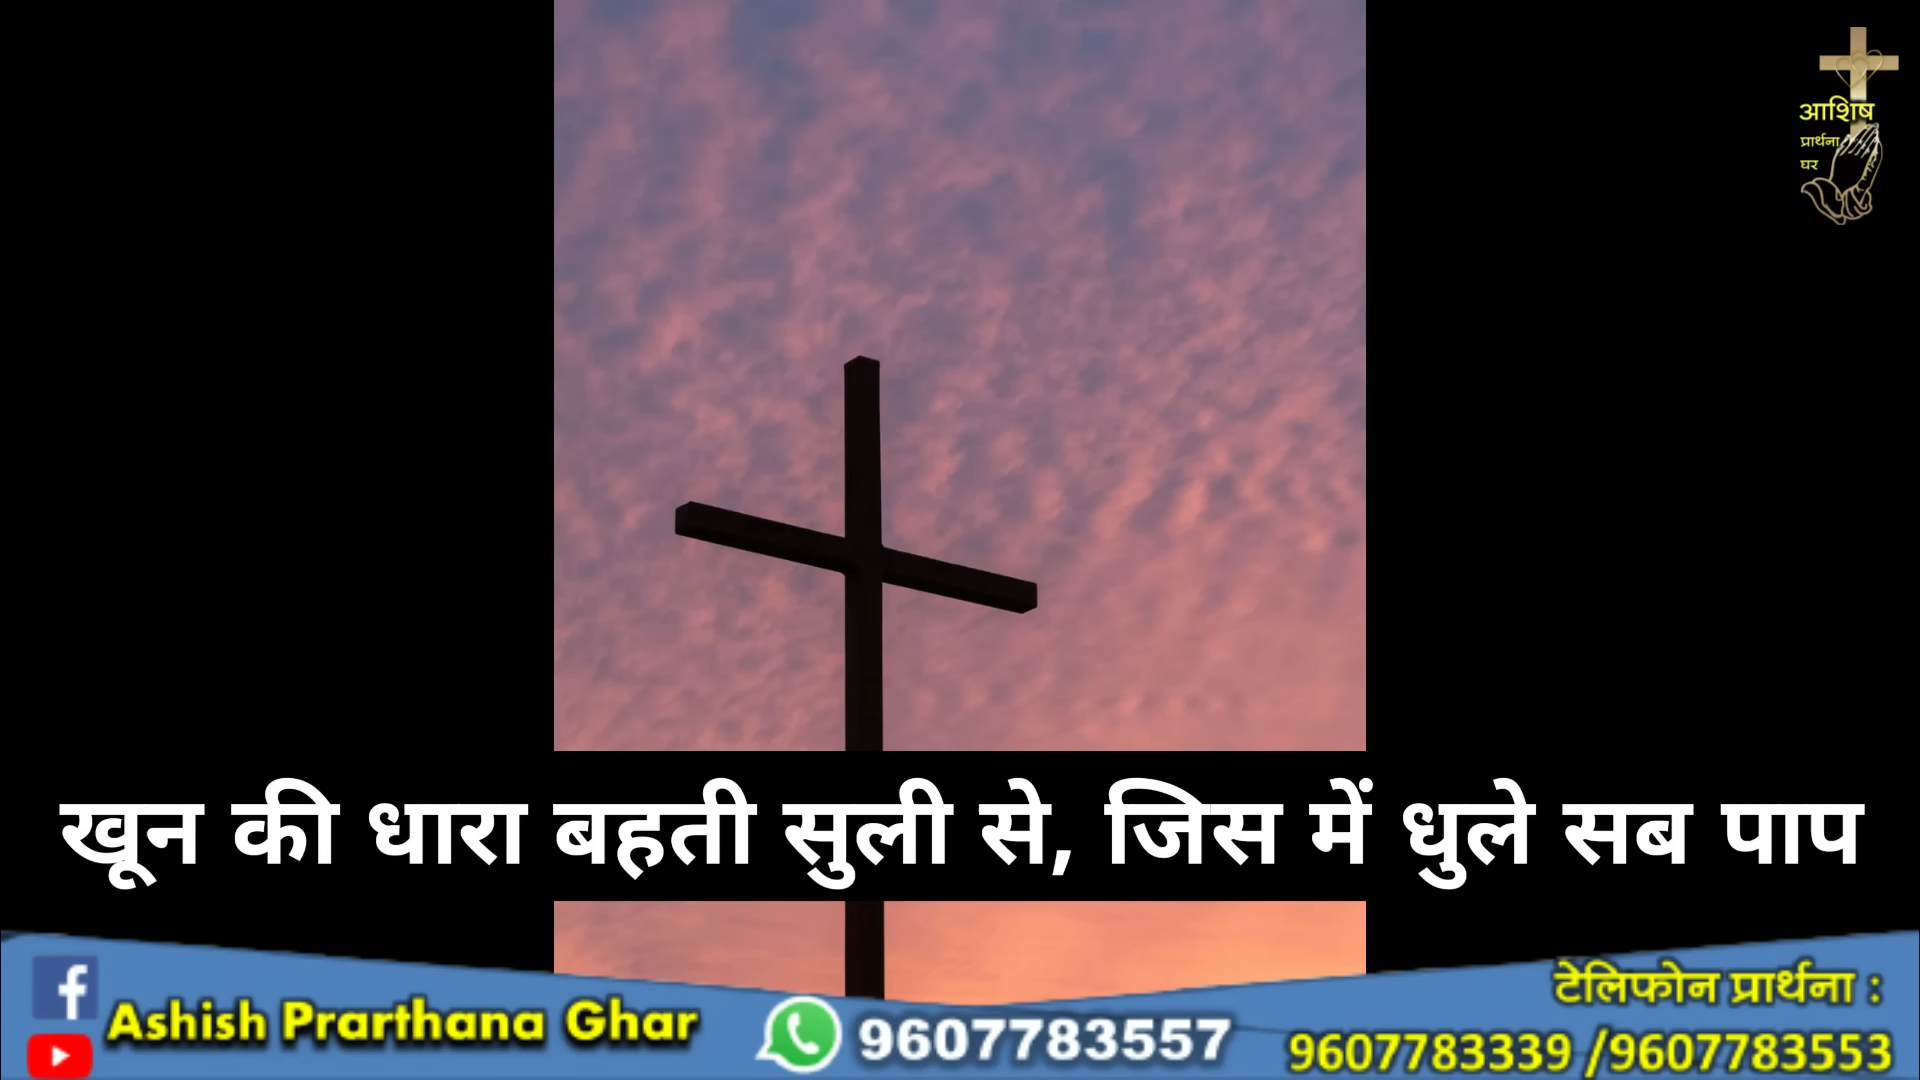 आशिष
प्रार्थना
घर
खून की धारा बहती सुली से, जिस में धुले सब पाप
Ashish Prarthana Ghar
9607783557
टेलिफोन प्रार्थना :
9607783339 /9607783553